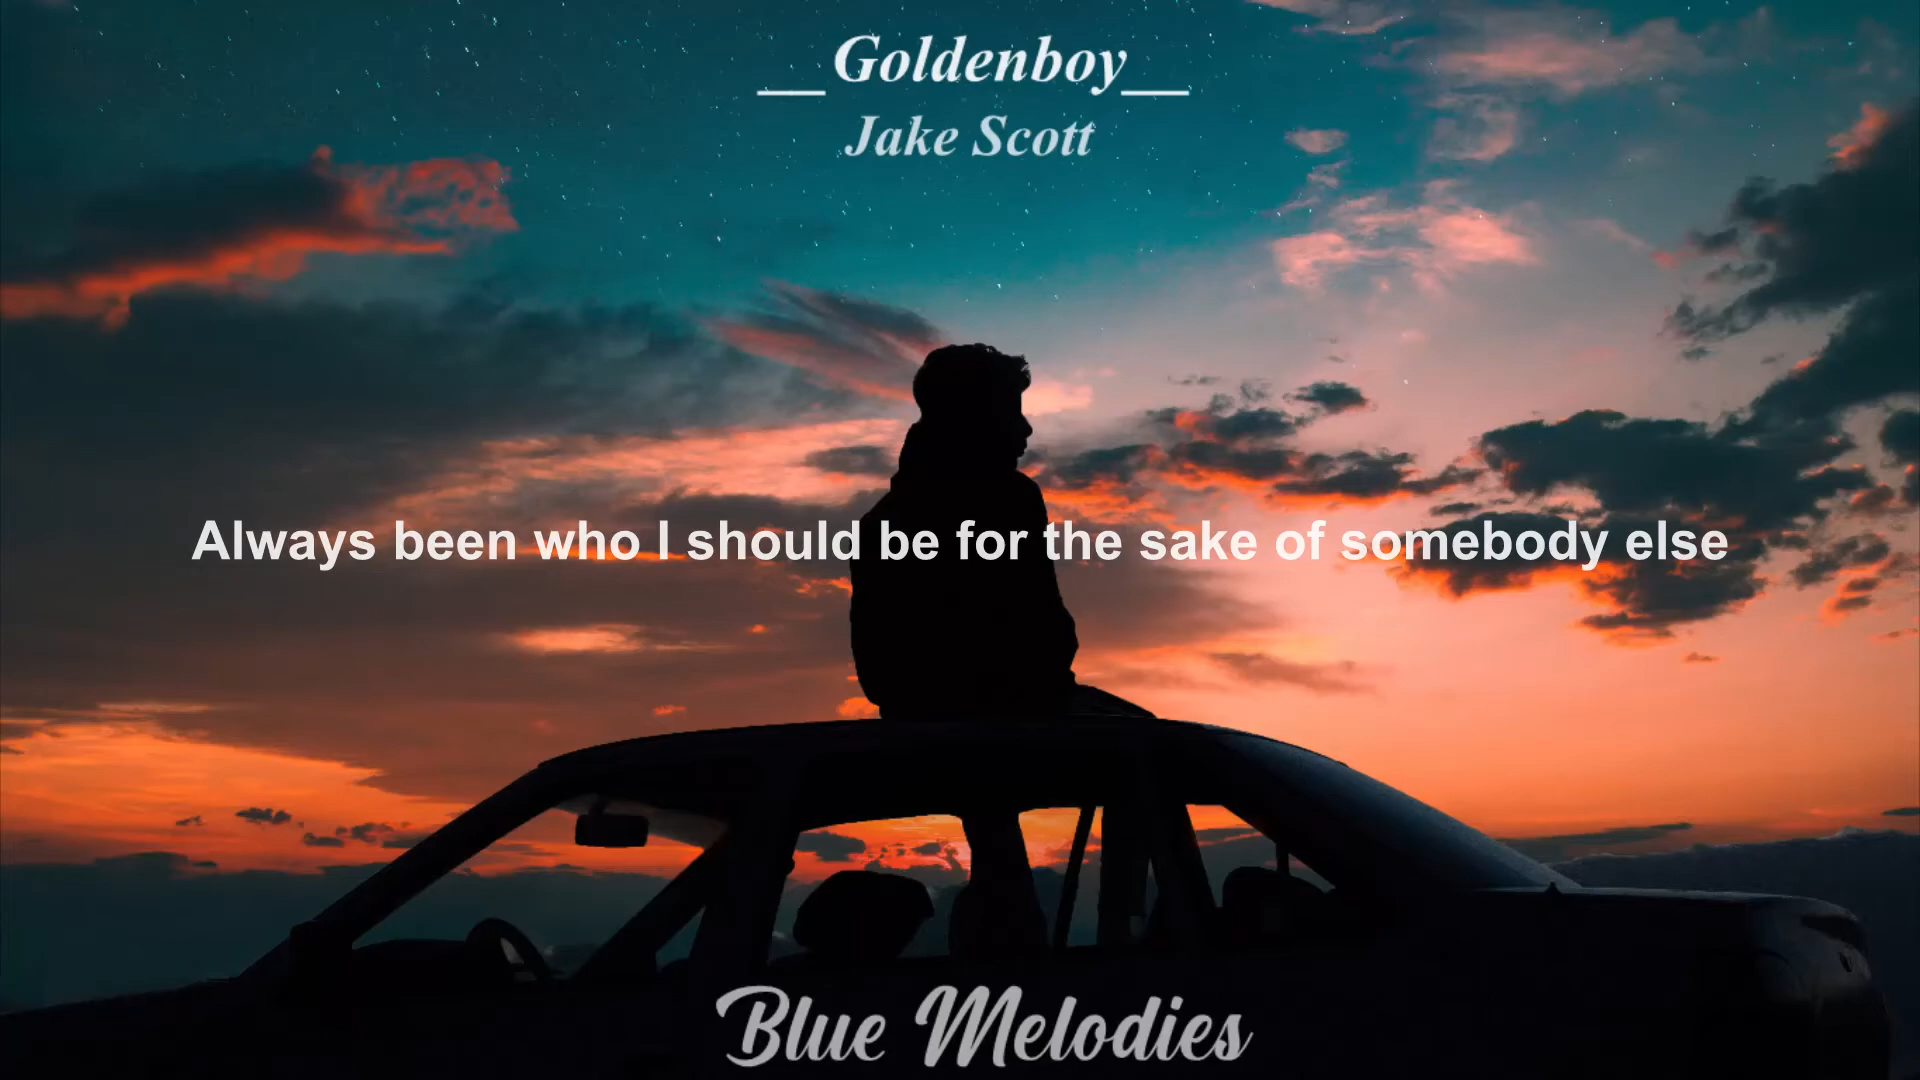 __Goldenboy__
Jake Scott
Always been who I should be for the sake of somebody else
Blue Melodies